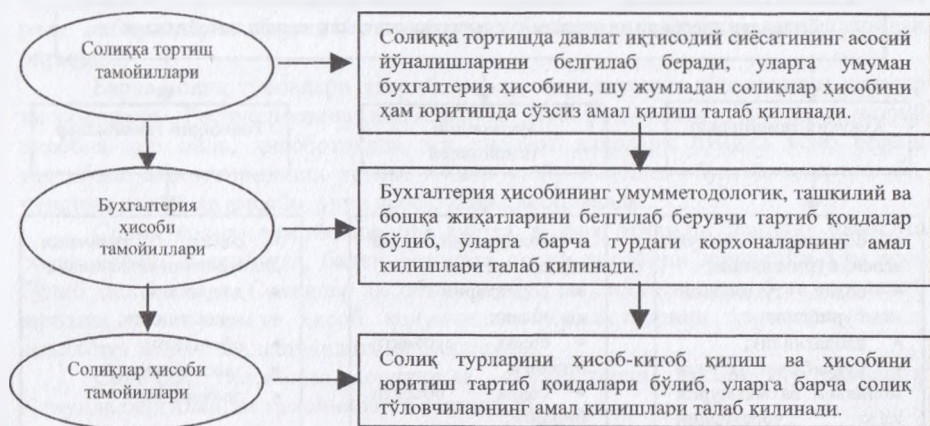 Солиққа тортиш
тамойиллари
Солиққа тортишда давлат иқтисодий сиёсатининг асосий
йўналишларини белгилаб беради, уларга умуман
бухгалтерия ҳисобини, шу жумладан солиқлар ҳисобини
ҳам юритишда сўзсиз амал қилиш талаб қилинади.
Бухгалтерия
ҳисоби
тамойиллари
Бухгалтерия ҳисобининг умумметодологик, ташкилий ва
бошқа жиҳатларини белгилаб берувчи тартиб қоидалар
бўлиб, уларга барча турдаги корхоналарнинг амал
килишлари талаб қилинади.
Солиқлар ҳисоби
тамойиллари
Солиқ турларини ҳисоб-китоб қилиш ва ҳисобини
юритиш тартиб қоидалари бўлиб, уларга барча солиқ
тўловчиларнинг амал қилишлари талаб қилинади.